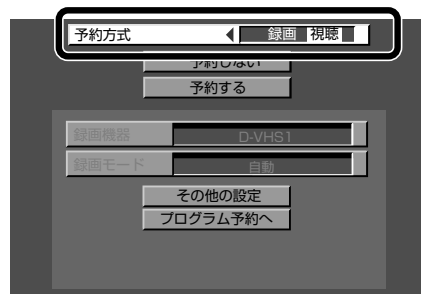 予約方式 録画 視聴
予約しない
予約する
録画機器 D-VHS1
録画モード 自動
その他の設定
プログラム予約へ